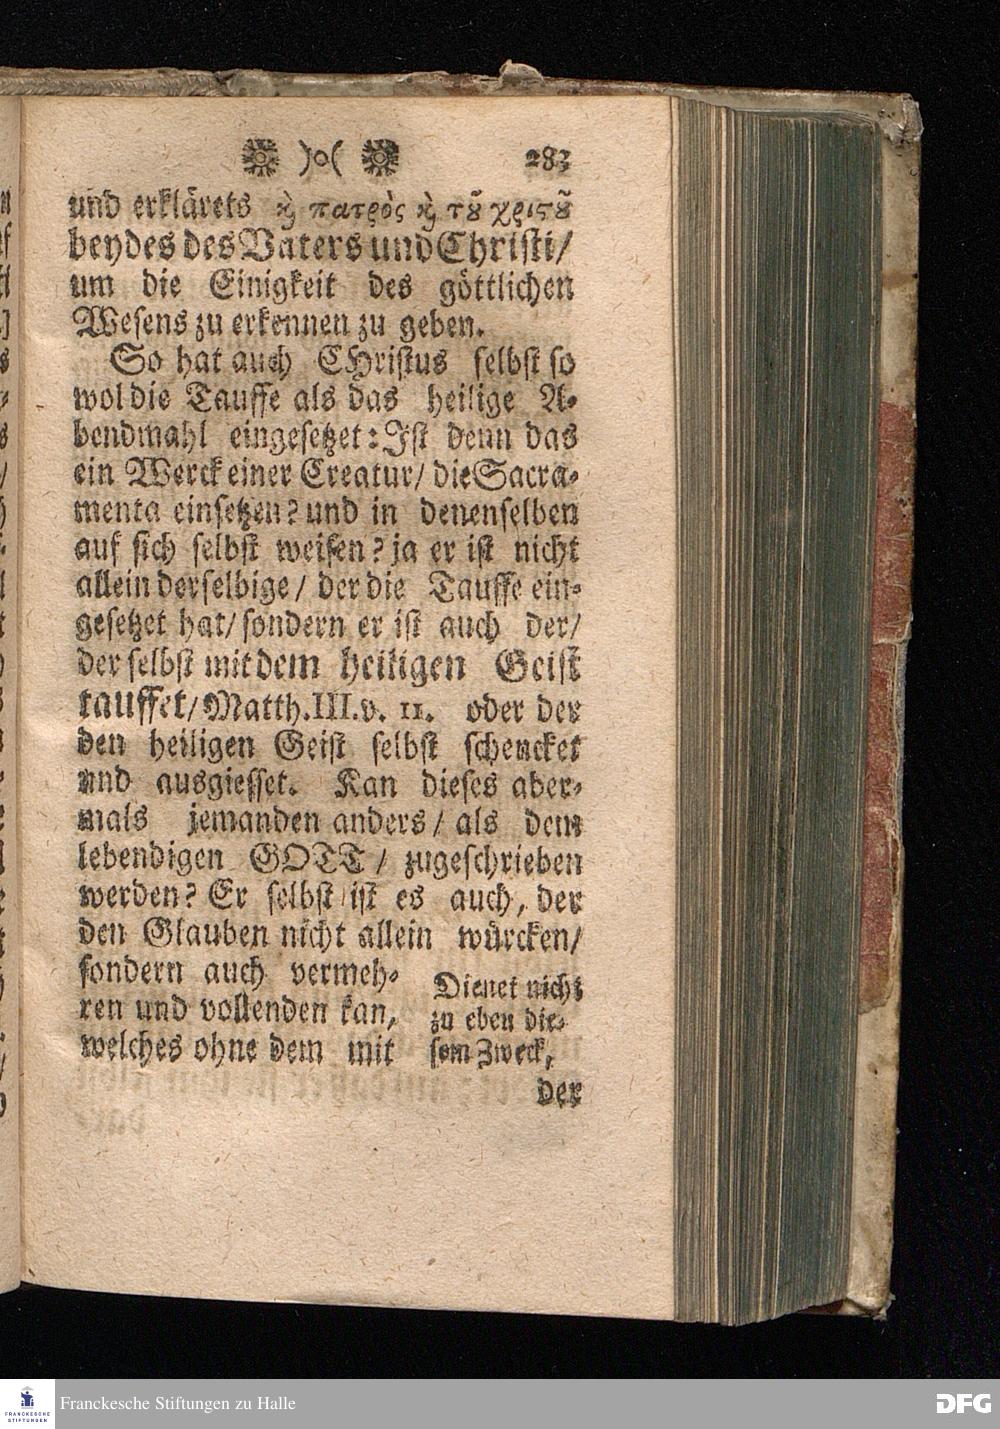 )o( 283
und erklärets ϗ̀ πατρὸς ϗ̀ τοῦ χριστοῦ
beydes des Vaters und Christi/
um die Einigkeit des göttlichen
Wesens zu erkennen zu geben.
So hat auch CHristus selbst so
wol die Tauffe als das heilige A-
bendmahl eingesetzet: Ist denn das
ein Werck einer Creatur/ die Sacra-
menta einsetzen? und in denenselben
auf sich selbst weisen? ja er ist nicht
allein derselbige/ der die Tauffe ein-
gesetzet hat/ sondern er ist auch der/
der selbst mit dem heiligen Geist
tauffet/ Matth. III. v. 11. oder der
den heiligen Geist selbst schencket
und ausgiesset. Kan dieses aber-
mals jemanden anders/ als dem
lebendigen GOTT/ zugeschrieben
werden? Er selbst ist es auch, der
den Glauben nicht allein würcken/
sondern auch vermeh-
ren und vollenden kan,
welches ohne dem mit
Dienet nicht
zu eben die-
sem Zweck,
der
Franckesche Stiftungen zu Halle
FRANCKESCHE
STIFTUNGEN
DFG